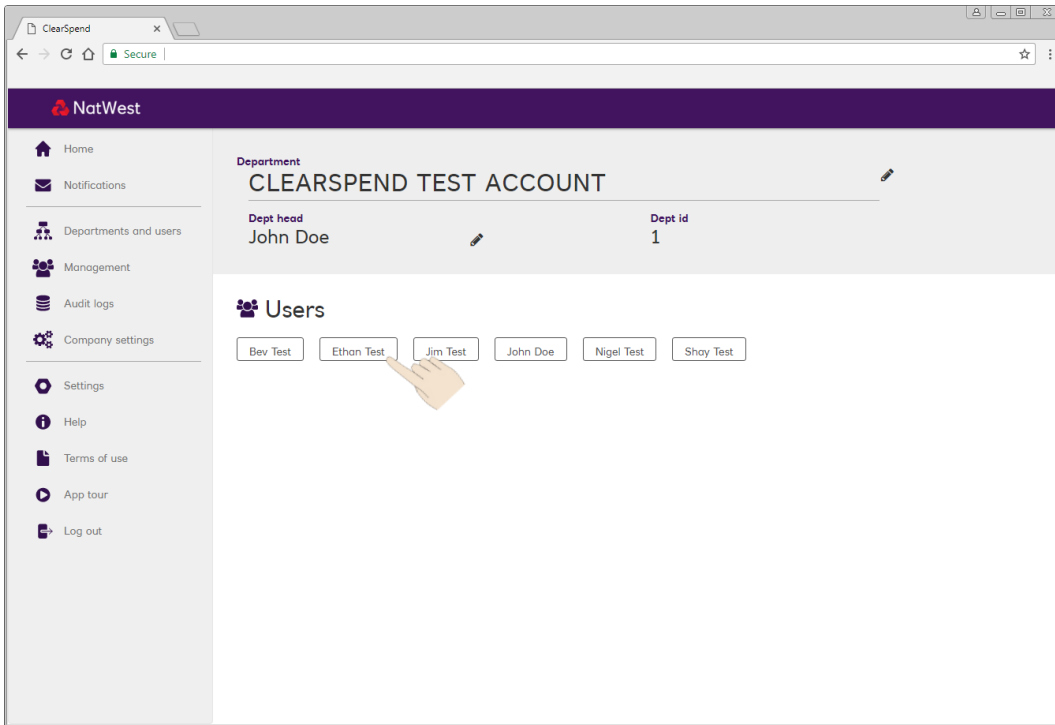 ClearSpend
Secure
NatWest
Home
Notifications
Departments and users
Management
Audit logs
Company settings
Settings
Help
Terms of use
App tour
Log out
Department
CLEARSPEND TEST ACCOUNT
Dept head Dept id
John Doe 1
Users
Bev Test Ethan Test Jim Test John Doe Nigel Test Shay Test